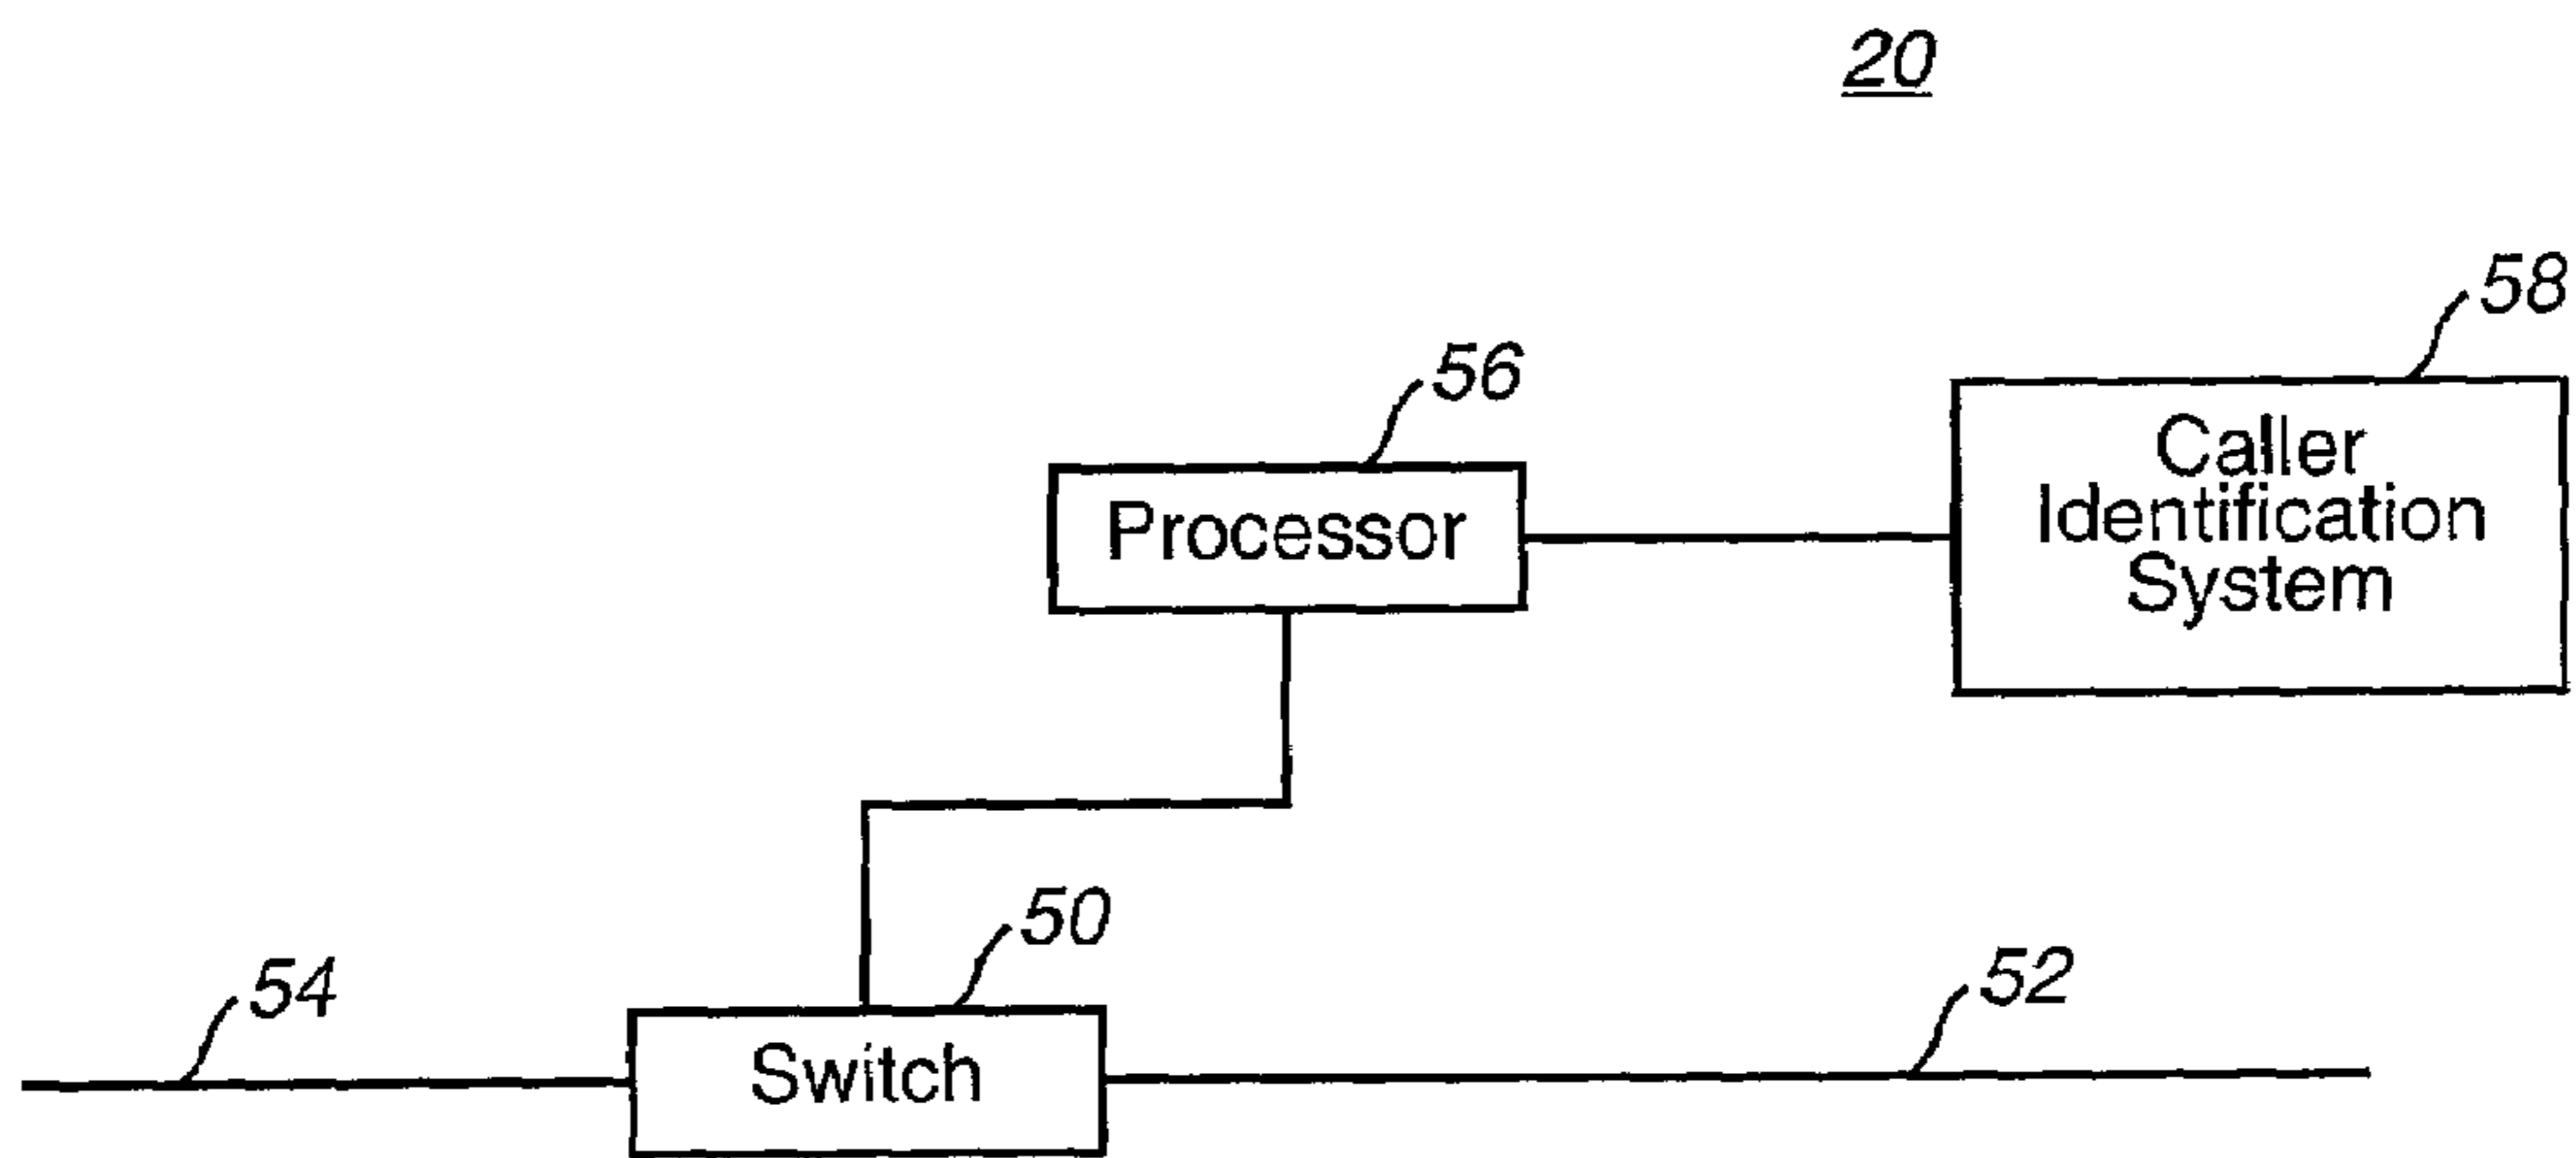 20
58
56
Caller
Identification
System
Processor
50
52
54
Switch